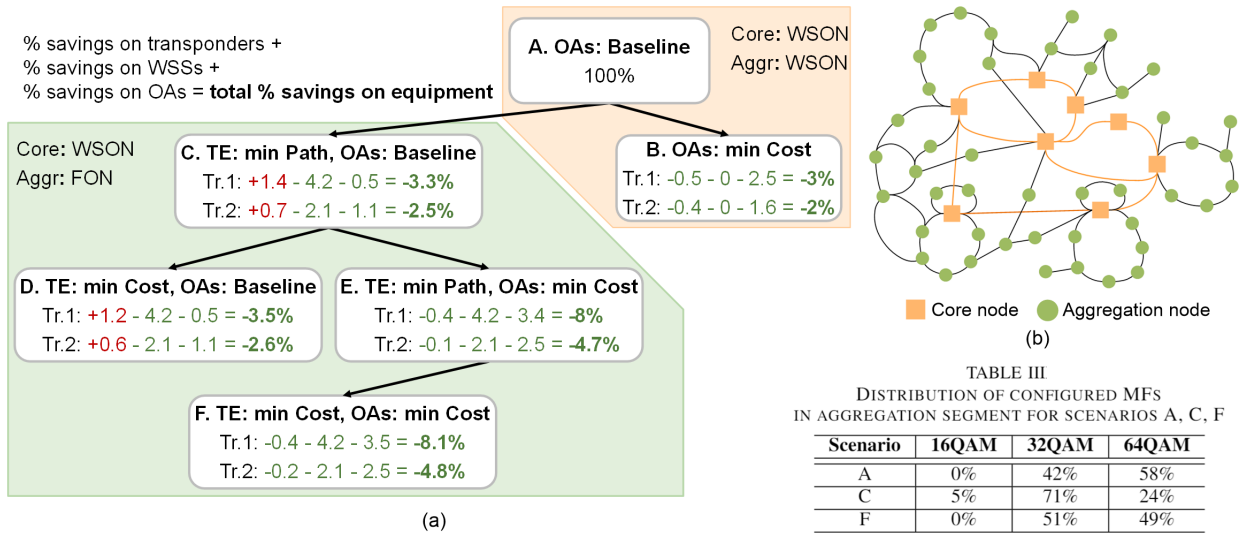 % savings on transponders +
% savings on WSSs +
% savings on OAs = total % savings on equipment
A. OAs: Baseline
100%
Core: WSON
Aggr: WSON
Core: WSON
Aggr: FON
C. TE: min Path, OAs: Baseline
Tr.1: +1.4 - 4.2 - 0.5 = -3.3%
Tr.2: +0.7 - 2.1 - 1.1 = -2.5%
B. OAs: min Cost
Tr.1: -0.5 - 0 - 2.5 = -3%
Tr.2: -0.4 - 0 - 1.6 = -2%
D. TE: min Cost, OAs: Baseline
Tr.1: +1.2 - 4.2 - 0.5 = -3.5%
Tr.2: +0.6 - 2.1 - 1.1 = -2.6%
E. TE: min Path, OAs: min Cost
Tr.1: -0.4 - 4.2 - 3.4 = -8%
Tr.2: -0.1 - 2.1 - 2.5 = -4.7%
F. TE: min Cost, OAs: min Cost
Tr.1: -0.4 - 4.2 - 3.5 = -8.1%
Tr.2: -0.2 - 2.1 - 2.5 = -4.8%
(a)
Core node
Aggregation node
(b)
TABLE III
DISTRIBUTION OF CONFIGURED MFS
IN AGGREGATION SEGMENT FOR SCENARIOS A, C, F
Scenario 16QAM 32QAM 64QAM
A 0% 42% 58%
C 5% 71% 24%
F 0% 51% 49%